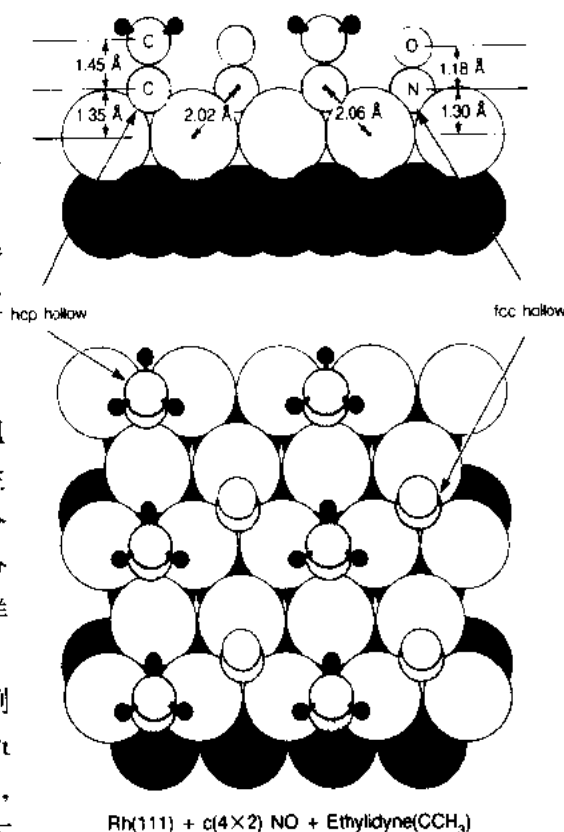 C
O
1.45
1.18 Å
C
N
1.35 Å
2.02 Å
2.06 Å
1.30 Å
hcp hollow
fcc hollow
Rh(111) + c(4×2) NO + Ethylidyne(CCH₃)